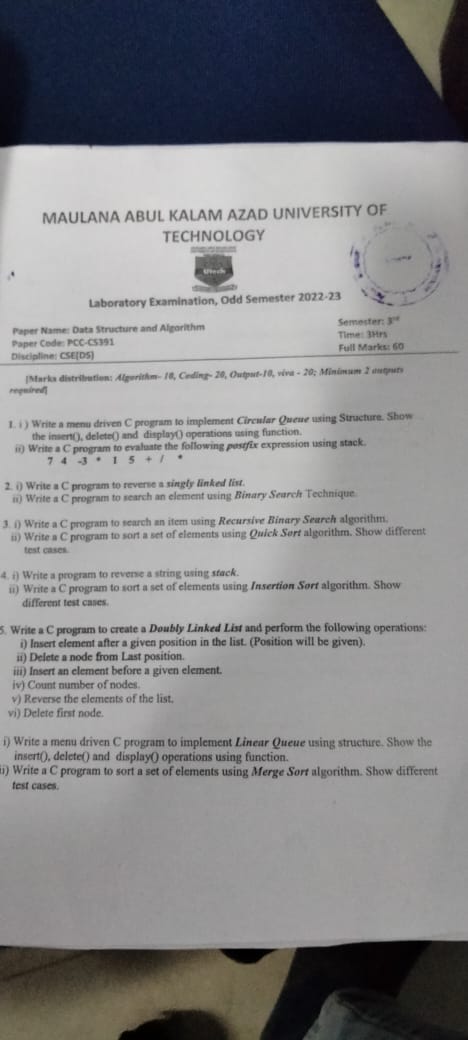 MAULANA ABUL KALAM AZAD UNIVERSITY OF
TECHNOLOGY
Utech
Laboratory Examination, Odd Semester 2022-23
Paper Name: Data Structure and Algorithm
Paper Code: PCC-CS391
Discipline: CSE(DS)
Semester: 3rd
Time: 3Hrs
Full Marks: 60
[Marks distribution: Algorithm- 10, Coding- 20, Output-10, viva - 20; Minimum 2 outputs
required]
1. i ) Write a menu driven C program to implement Circular Queue using Structure. Show
the insert(), delete() and display() operations using function.
ii) Write a C program to evaluate the following postfix expression using stack.
7 4 -3 * 1 5 + / *
2. i) Write a C program to reverse a singly linked list.
ii) Write a C program to search an element using Binary Search Technique.
3. i) Write a C program to search an item using Recursive Binary Search algorithm.
ii) Write a C program to sort a set of elements using Quick Sort algorithm. Show different
test cases.
4. i) Write a program to reverse a string using stack.
ii) Write a C program to sort a set of elements using Insertion Sort algorithm. Show
different test cases.
5. Write a C program to create a Doubly Linked List and perform the following operations:
i) Insert element after a given position in the list. (Position will be given).
ii) Delete a node from Last position.
iii) Insert an element before a given element.
iv) Count number of nodes.
v) Reverse the elements of the list.
vi) Delete first node.
i) Write a menu driven C program to implement Linear Queue using structure. Show the
insert(), delete() and display() operations using function.
ii) Write a C program to sort a set of elements using Merge Sort algorithm. Show different
test cases.